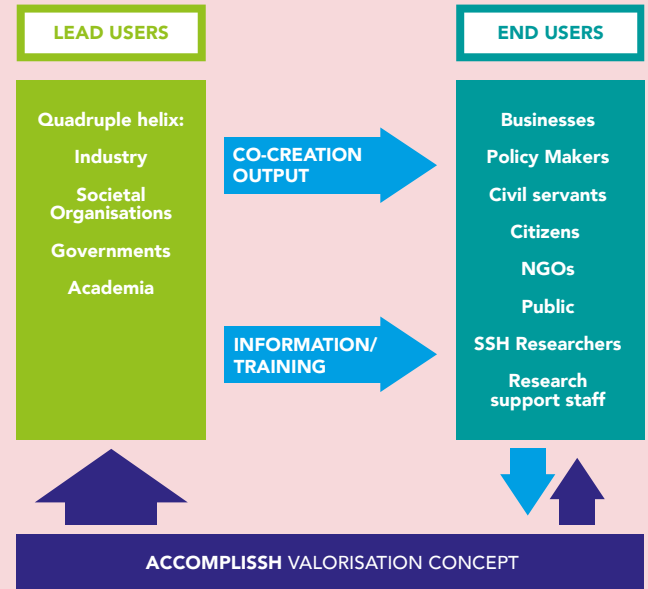 LEAD USERS
Quadruple helix:
Industry
Societal
Organisations
Governments
Academia
CO-CREATION
OUTPUT
INFORMATION/
TRAINING
END USERS
Businesses
Policy Makers
Civil servants
Citizens
NGOs
Public
SSH Researchers
Research
support staff
ACCOMPLISSH VALORISATION CONCEPT